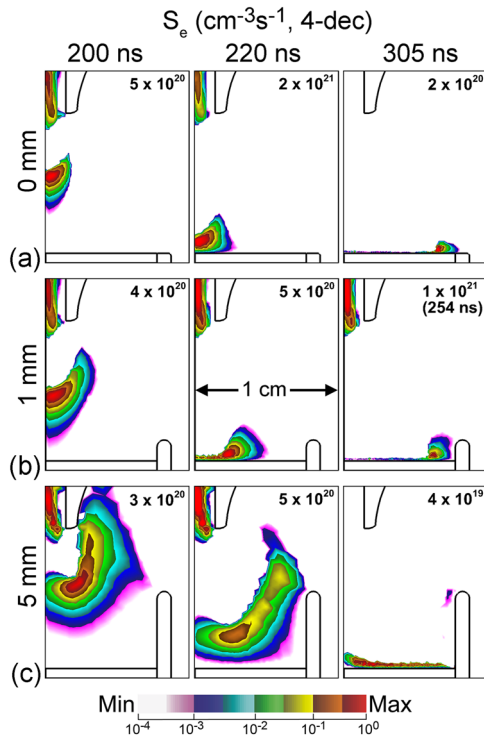 Sₑ (cm⁻³s⁻¹, 4-dec)
200 ns 220 ns 305 ns
0 mm
5 x 10²⁰ 2 x 10²¹ 2 x 10²⁰
(a)
1 mm
4 x 10²⁰ 5 x 10²⁰ 1 x 10²¹
(254 ns)
1 cm
(b)
5 mm
3 x 10²⁰ 5 x 10²⁰ 4 x 10¹⁹
(c)
Min Max
10⁻⁴ 10⁻³ 10⁻² 10⁻¹ 10⁰